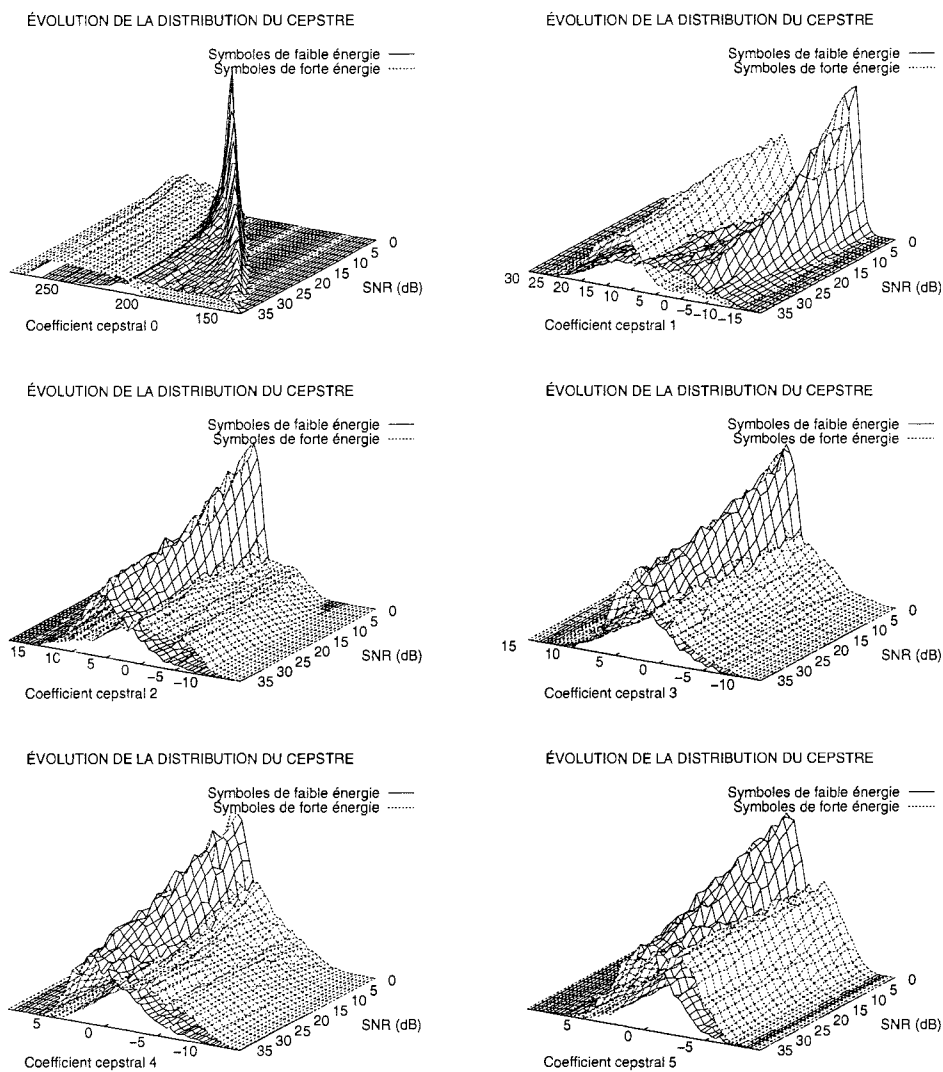 ÉVOLUTION DE LA DISTRIBUTION DU CEPSTRE
Symboles de faible énergie
Symboles de forte énergie
250
200
150
35
30
25
20
15
10
5
0
SNR (dB)
Coefficient cepstral 0
ÉVOLUTION DE LA DISTRIBUTION DU CEPSTRE
Symboles de faible énergie
Symboles de forte énergie
30
25
20
15
10
5
0
−5
−10
−15
35
30
25
20
15
10
5
0
SNR (dB)
Coefficient cepstral 1
ÉVOLUTION DE LA DISTRIBUTION DU CEPSTRE
Symboles de faible énergie
Symboles de forte énergie
15
10
5
0
−5
−10
35
30
25
20
15
10
5
0
SNR (dB)
Coefficient cepstral 2
ÉVOLUTION DE LA DISTRIBUTION DU CEPSTRE
Symboles de faible énergie
Symboles de forte énergie
15
10
5
0
−5
−10
35
30
25
20
15
10
5
0
SNR (dB)
Coefficient cepstral 3
ÉVOLUTION DE LA DISTRIBUTION DU CEPSTRE
Symboles de faible énergie
Symboles de forte énergie
5
0
−5
−10
35
30
25
20
15
10
5
0
SNR (dB)
Coefficient cepstral 4
ÉVOLUTION DE LA DISTRIBUTION DU CEPSTRE
Symboles de faible énergie
Symboles de forte énergie
5
0
−5
35
30
25
20
15
10
5
0
SNR (dB)
Coefficient cepstral 5